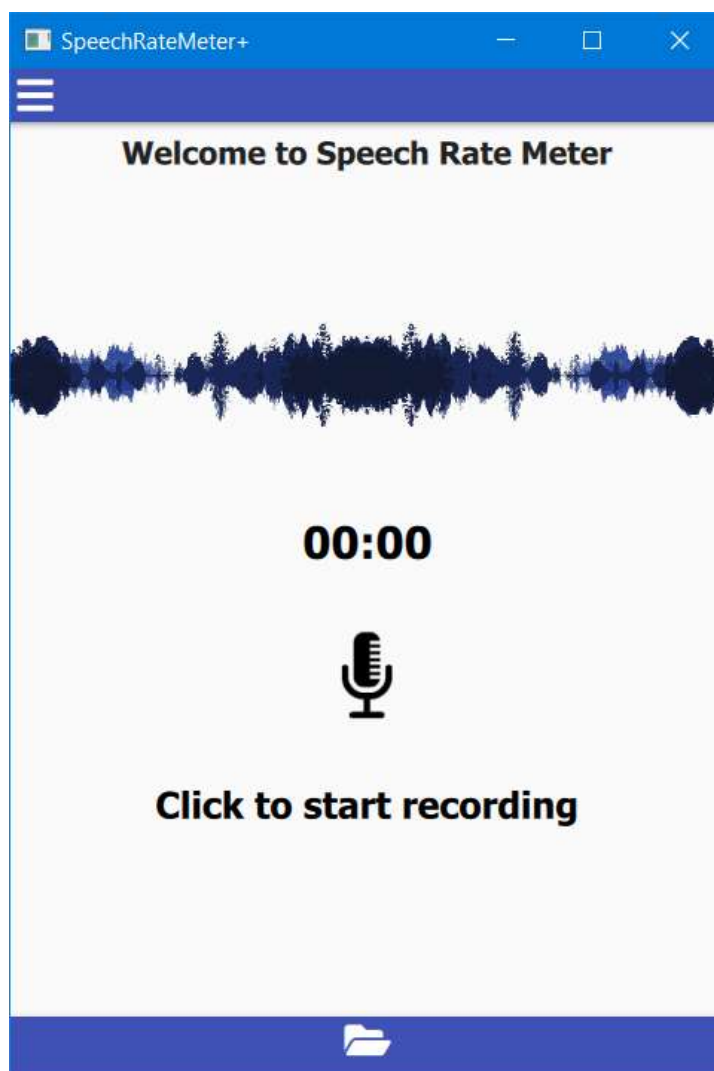 SpeechRateMeter+
Welcome to Speech Rate Meter
00:00
Click to start recording